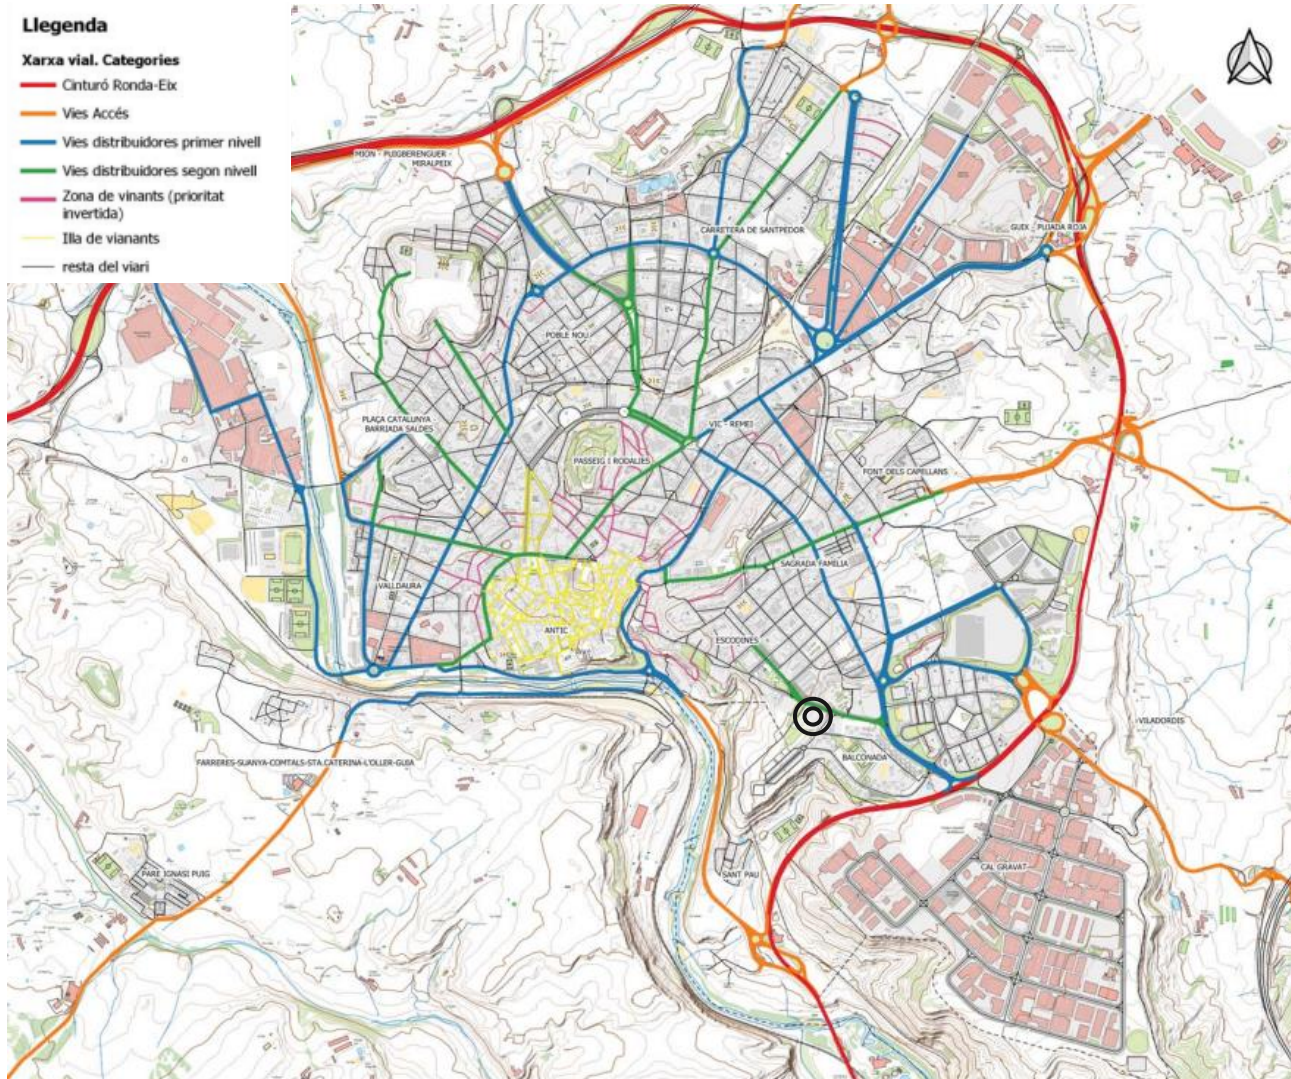 Llegenda
Xarxa vial. Categories
Cinturó Ronda-Eix
Vies Accés
Vies distribuidores primer nivell
Vies distribuidores segon nivell
Zona de vinants (prioritat
invertida)
Illa de vianants
resta del viari
MION - PUIGBERENGUER -
MIRALPEIX
CARRETERA DE SANTPEDOR
GUIX - PUJADA ROJA
POBLE NOU
PLAÇA CATALUNYA
BARRIADA SALDES
VIC - REMEI
PASSEIG I RODALIES
FONT DELS CAPELLANS
SAGRADA FAMILIA
VALLDAURA
ANTIC
ESCODINES
VILADORDIS
BALCONADA
FARRERES-SUANYA-COMTALS-STA.CATERINA-L'OLLER-GUIA
PARE IGNASI PUIG
SANT PAU
CAL GRAVAT